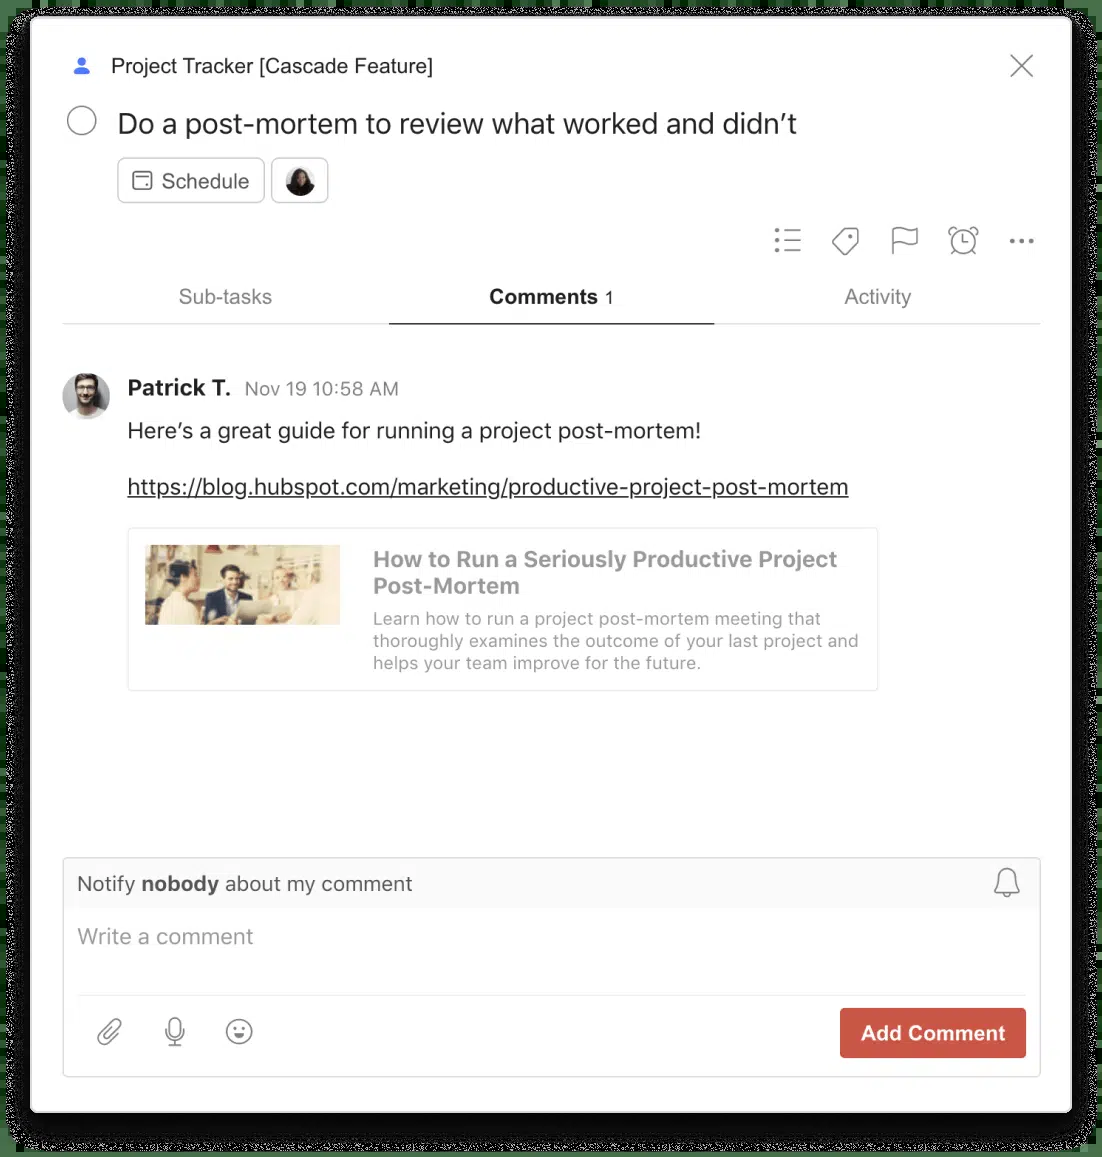 Project Tracker [Cascade Feature]
Do a post-mortem to review what worked and didn’t
Schedule
Sub-tasks
Comments 1
Activity
Patrick T. Nov 19 10:58 AM
Here’s a great guide for running a project post-mortem!
https://blog.hubspot.com/marketing/productive-project-post-mortem
How to Run a Seriously Productive Project
Post-Mortem
Learn how to run a project post-mortem meeting that
thoroughly examines the outcome of your last project and
helps your team improve for the future.
Notify nobody about my comment
Write a comment
Add Comment